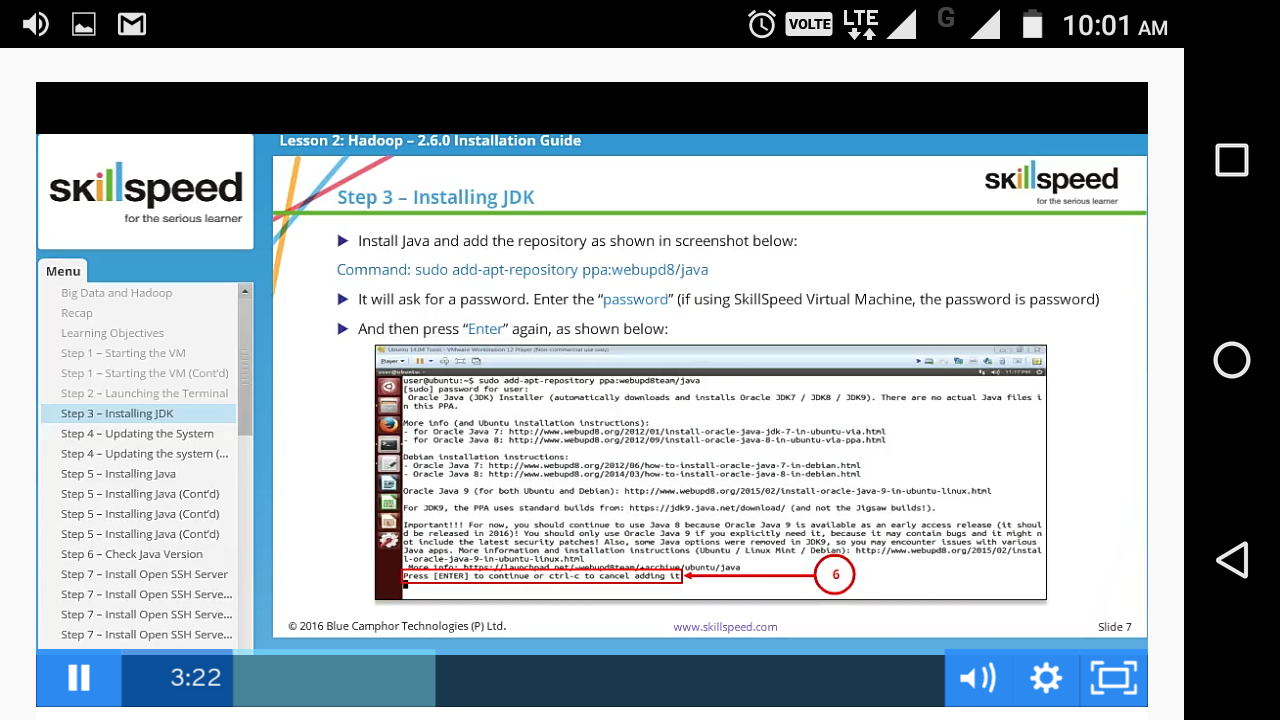 VOLTE
LTE
G
10:01 AM
Lesson 2: Hadoop – 2.6.0 Installation Guide
skillspeed
for the serious learner
Menu
Big Data and Hadoop
Recap
Learning Objectives
Step 1 – Starting the VM
Step 1 – Starting the VM (Cont'd)
Step 2 – Launching the Terminal
Step 3 – Installing JDK
Step 4 – Updating the System
Step 4 – Updating the system (...
Step 5 – Installing Java
Step 5 – Installing Java (Cont'd)
Step 5 – Installing Java (Cont'd)
Step 5 – Installing Java (Cont'd)
Step 6 – Check Java Version
Step 7 – Install Open SSH Server
Step 7 – Install Open SSH Serve...
Step 7 – Install Open SSH Serve...
Step 7 – Install Open SSH Serve...
Step 3 – Installing JDK
skillspeed
for the serious learner
Install Java and add the repository as shown in screenshot below:
Command: sudo add-apt-repository ppa:webupd8/java
It will ask for a password. Enter the “password” (if using SkillSpeed Virtual Machine, the password is password)
And then press “Enter” again, as shown below:
Ubuntu 14.04 Tools - VMware Workstation 12 Player (Non-commercial use only)
Player
user@ubuntu:~
user@ubuntu:~$ sudo add-apt-repository ppa:webupd8team/java
[sudo] password for user:
Oracle Java (JDK) Installer (automatically downloads and installs Oracle JDK7 / JDK8 / JDK9). There are no actual Java files i
n this PPA.
More info (and Ubuntu installation instructions):
- for Oracle Java 7: http://www.webupd8.org/2012/01/install-oracle-java-jdk-7-in-ubuntu-via.html
- for Oracle Java 8: http://www.webupd8.org/2012/09/install-oracle-java-8-in-ubuntu-via-ppa.html
Debian installation instructions:
- Oracle Java 7: http://www.webupd8.org/2012/06/how-to-install-oracle-java-7-in-debian.html
- Oracle Java 8: http://www.webupd8.org/2014/03/how-to-install-oracle-java-8-in-debian.html
Oracle Java 9 (for both Ubuntu and Debian): http://www.webupd8.org/2015/02/install-oracle-java-9-in-ubuntu-linux.html
For JDK9, the PPA uses standard builds from: https://jdk9.java.net/download/ (and not the Jigsaw builds!).
Important!!! For now, you should continue to use Java 8 because Oracle Java 9 is available as an early access release (it shoul
d be released in 2016)! You should only use Oracle Java 9 if you explicitly need it, because it may contain bugs and it might n
ot include the latest security patches! Also, some Java options were removed in JDK9, so you may encounter issues with various
Java apps. More information and installation instructions (Ubuntu / Linux Mint / Debian): http://www.webupd8.org/2015/02/instal
l-oracle-java-9-in-ubuntu-linux.html
More info: https://launchpad.net/~webupd8team/+archive/ubuntu/java
Press [ENTER] to continue or ctrl-c to cancel adding it
6
© 2016 Blue Camphor Technologies (P) Ltd.
www.skillspeed.com
Slide 7
3:22